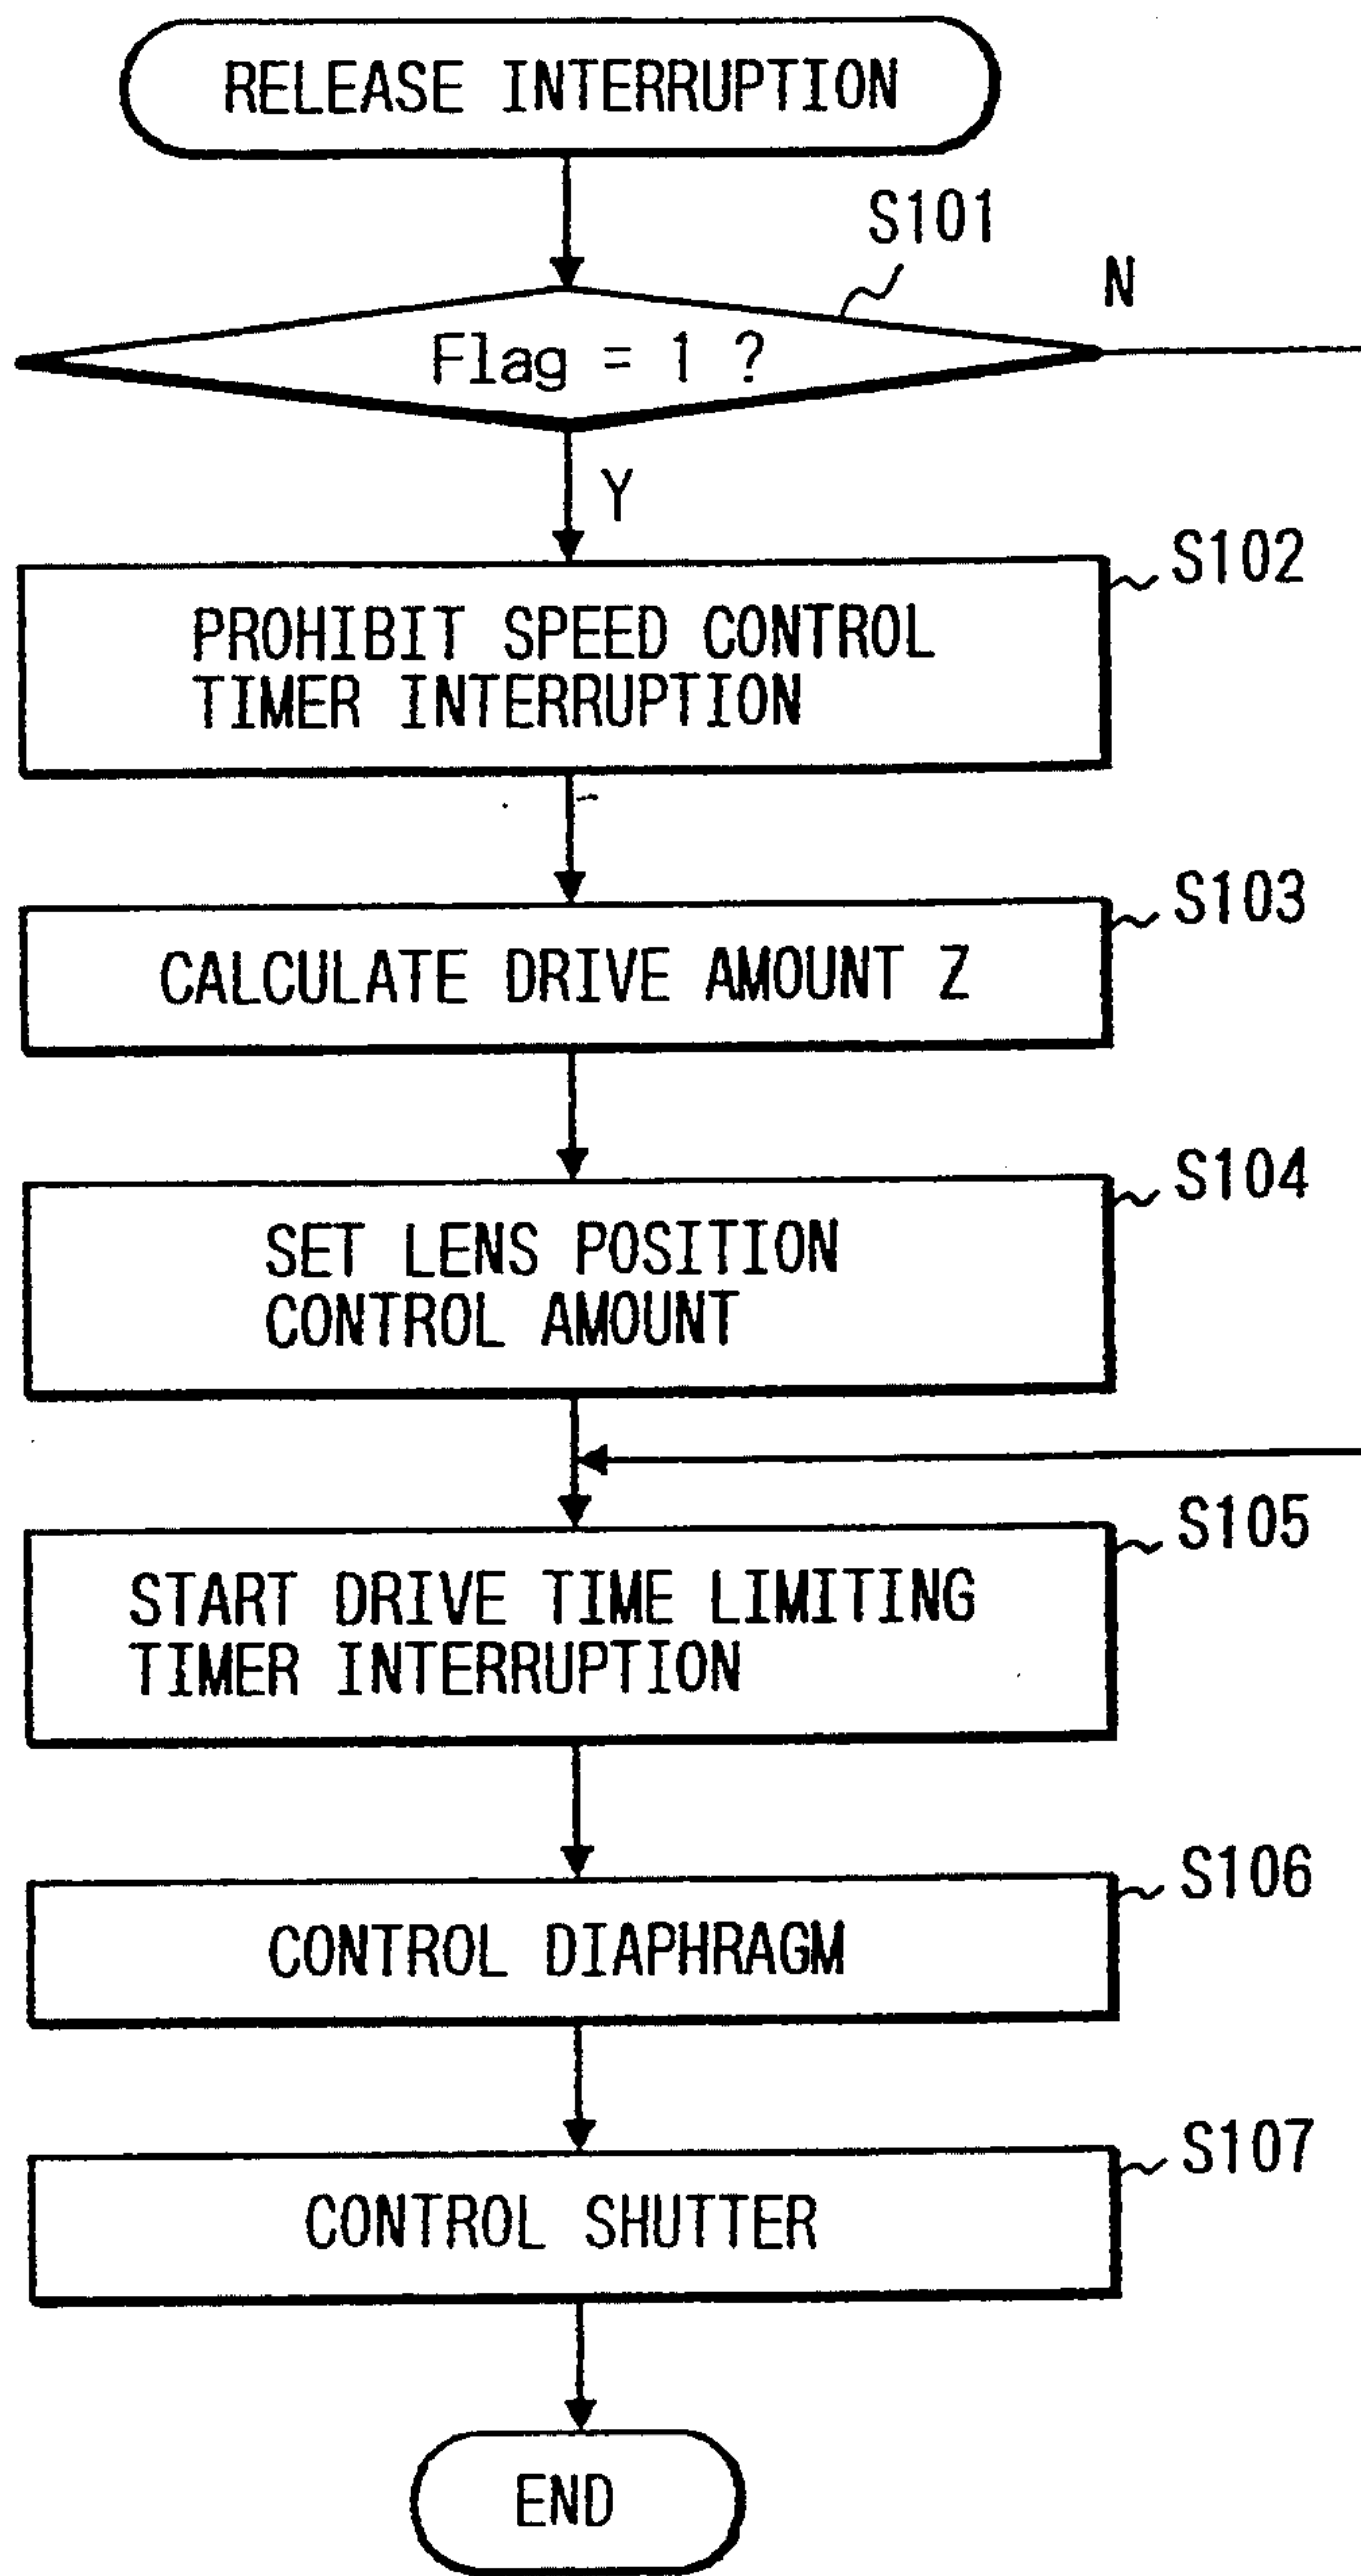 RELEASE INTERRUPTION
S101
N
Flag = 1 ?
Y
S102
PROHIBIT SPEED CONTROL
TIMER INTERRUPTION
S103
CALCULATE DRIVE AMOUNT Z
S104
SET LENS POSITION
CONTROL AMOUNT
S105
START DRIVE TIME LIMITING
TIMER INTERRUPTION
S106
CONTROL DIAPHRAGM
S107
CONTROL SHUTTER
END